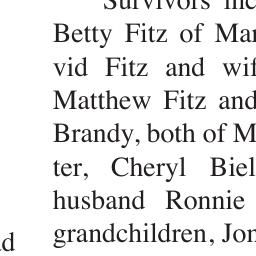 Survivors inc
Betty Fitz of Mar
vid Fitz and wif
Matthew Fitz and
Brandy, both of M
ter, Cheryl Biel
husband Ronnie
grandchildren, Jon
d